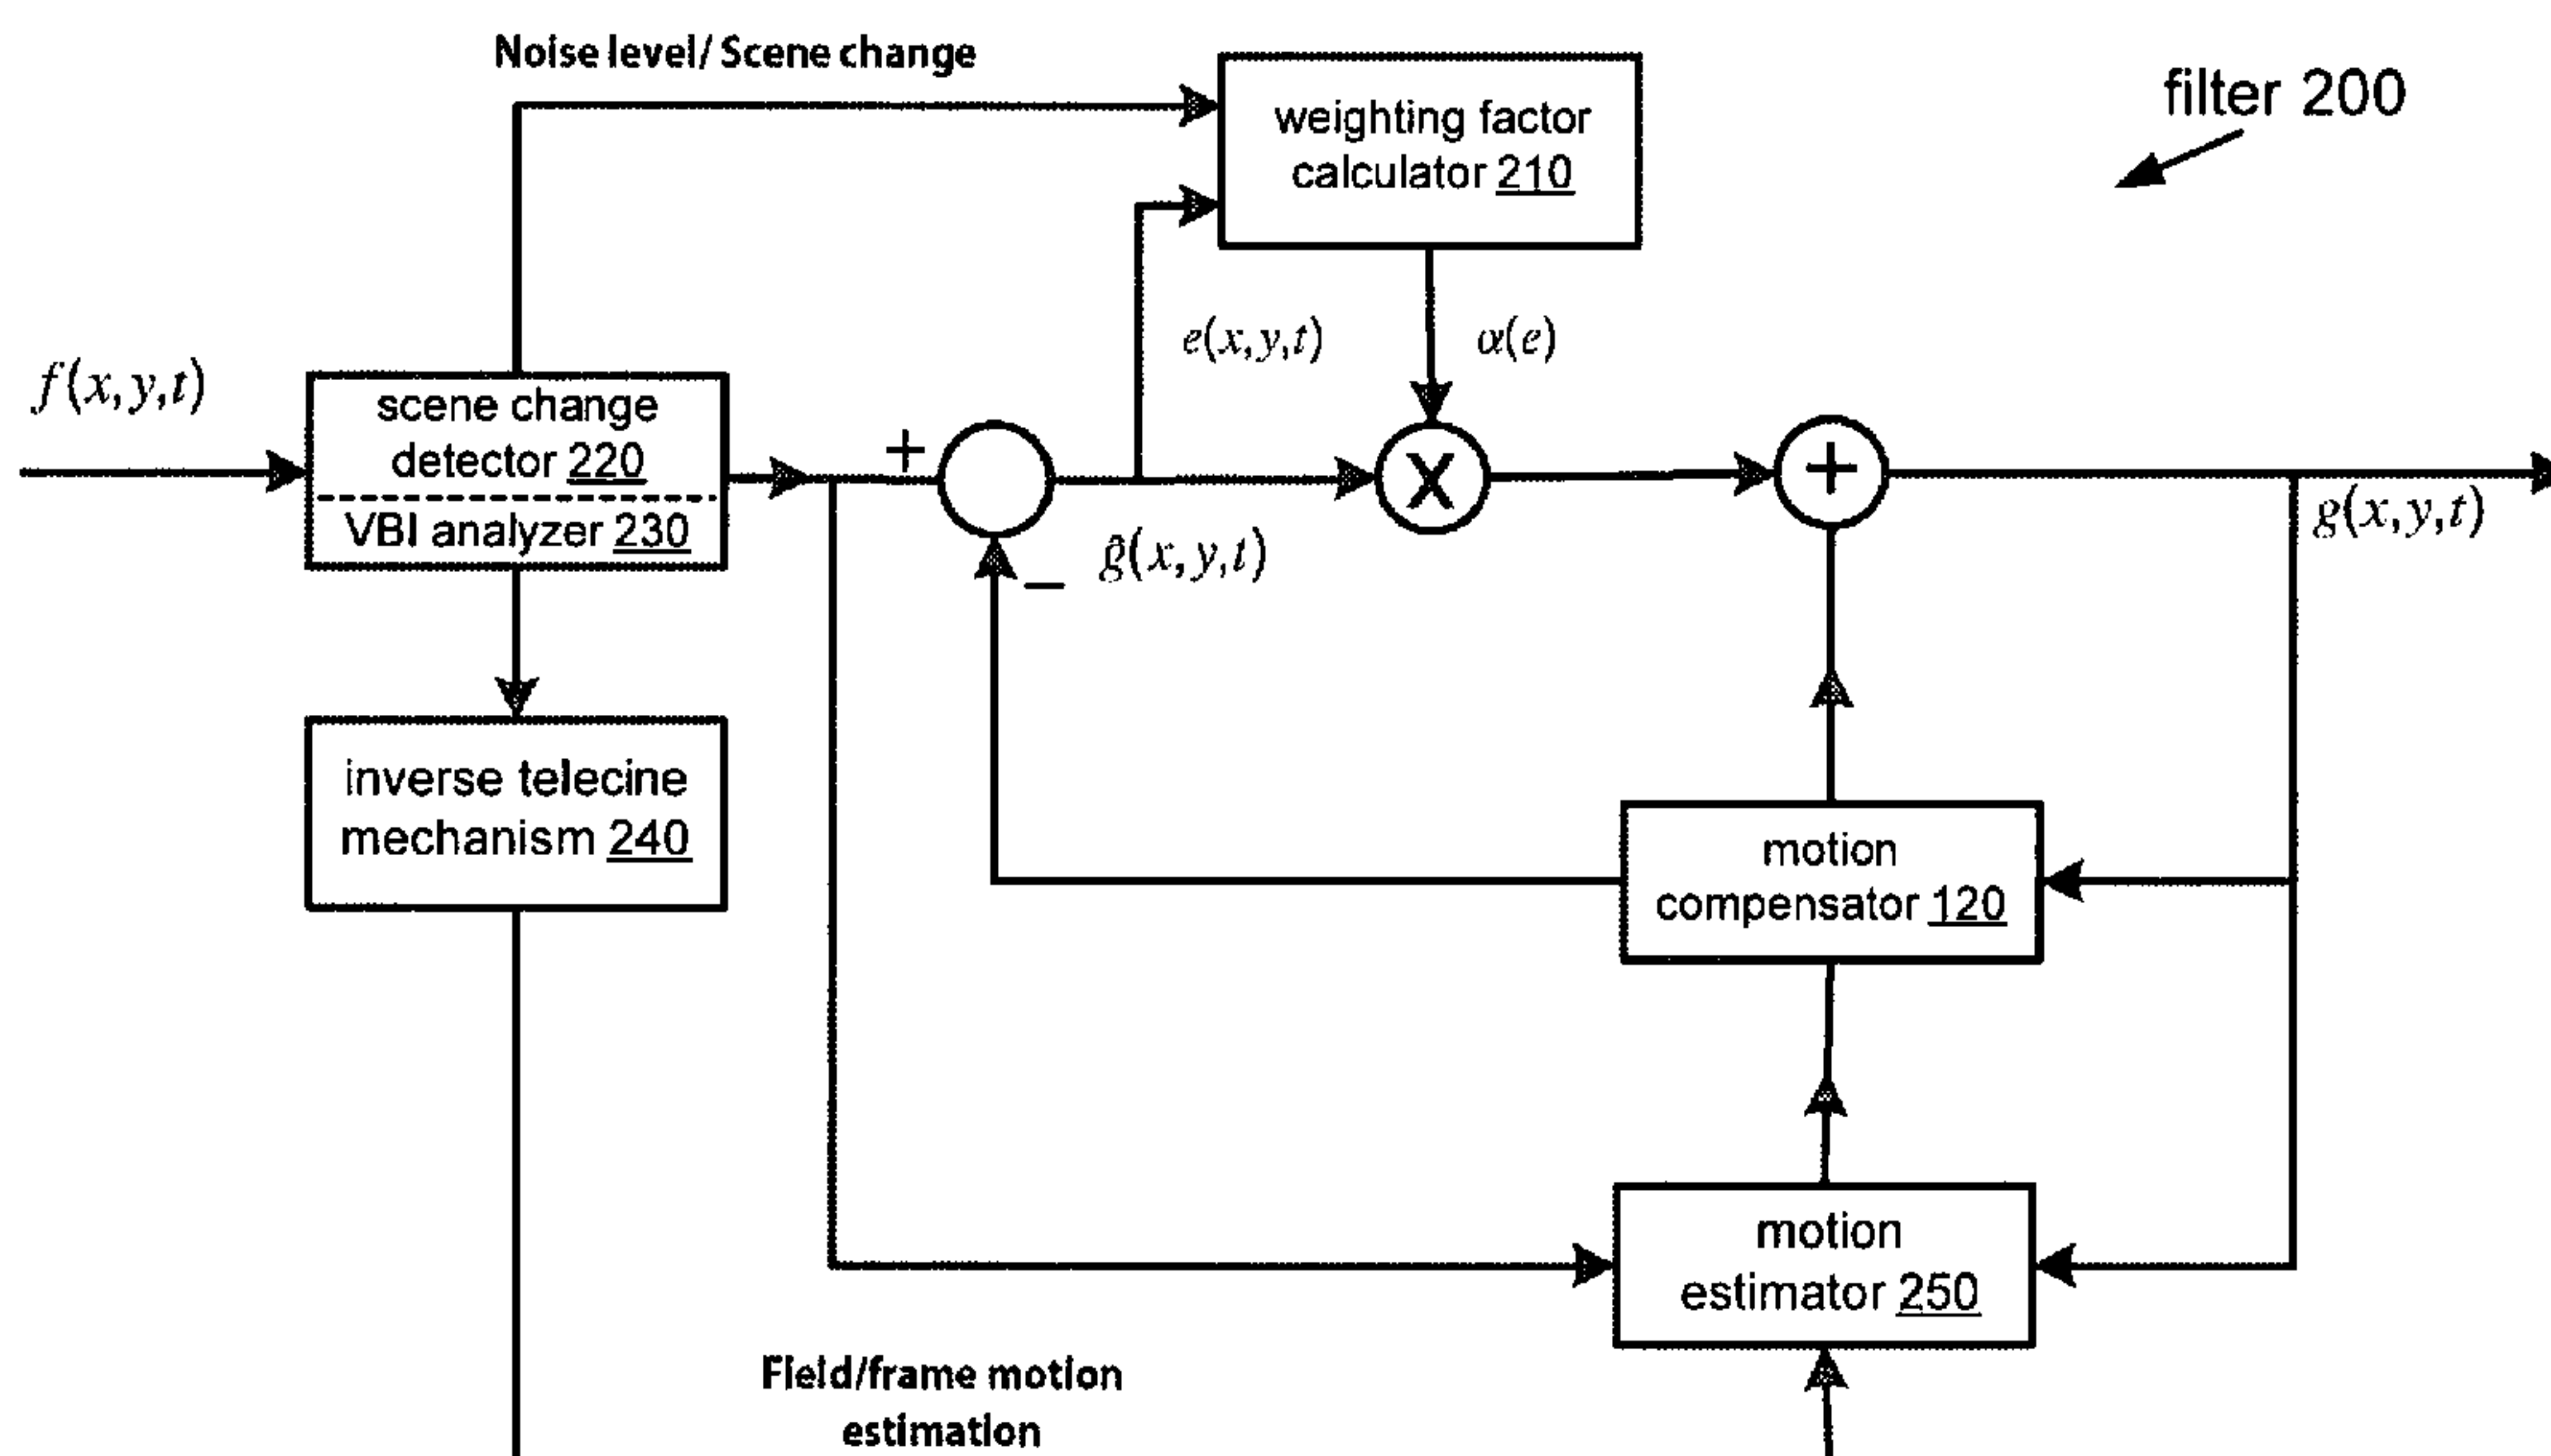 Noise level/ Scene change
filter 200
weighting factor
calculator 210
e(x,y,t)
α(e)
f(x,y,t)
scene change
detector 220
VBI analyzer 230
+
X
+
g(x,y,t)
−
ĝ(x,y,t)
inverse telecine
mechanism 240
motion
compensator 120
motion
estimator 250
Field/frame motion
estimation